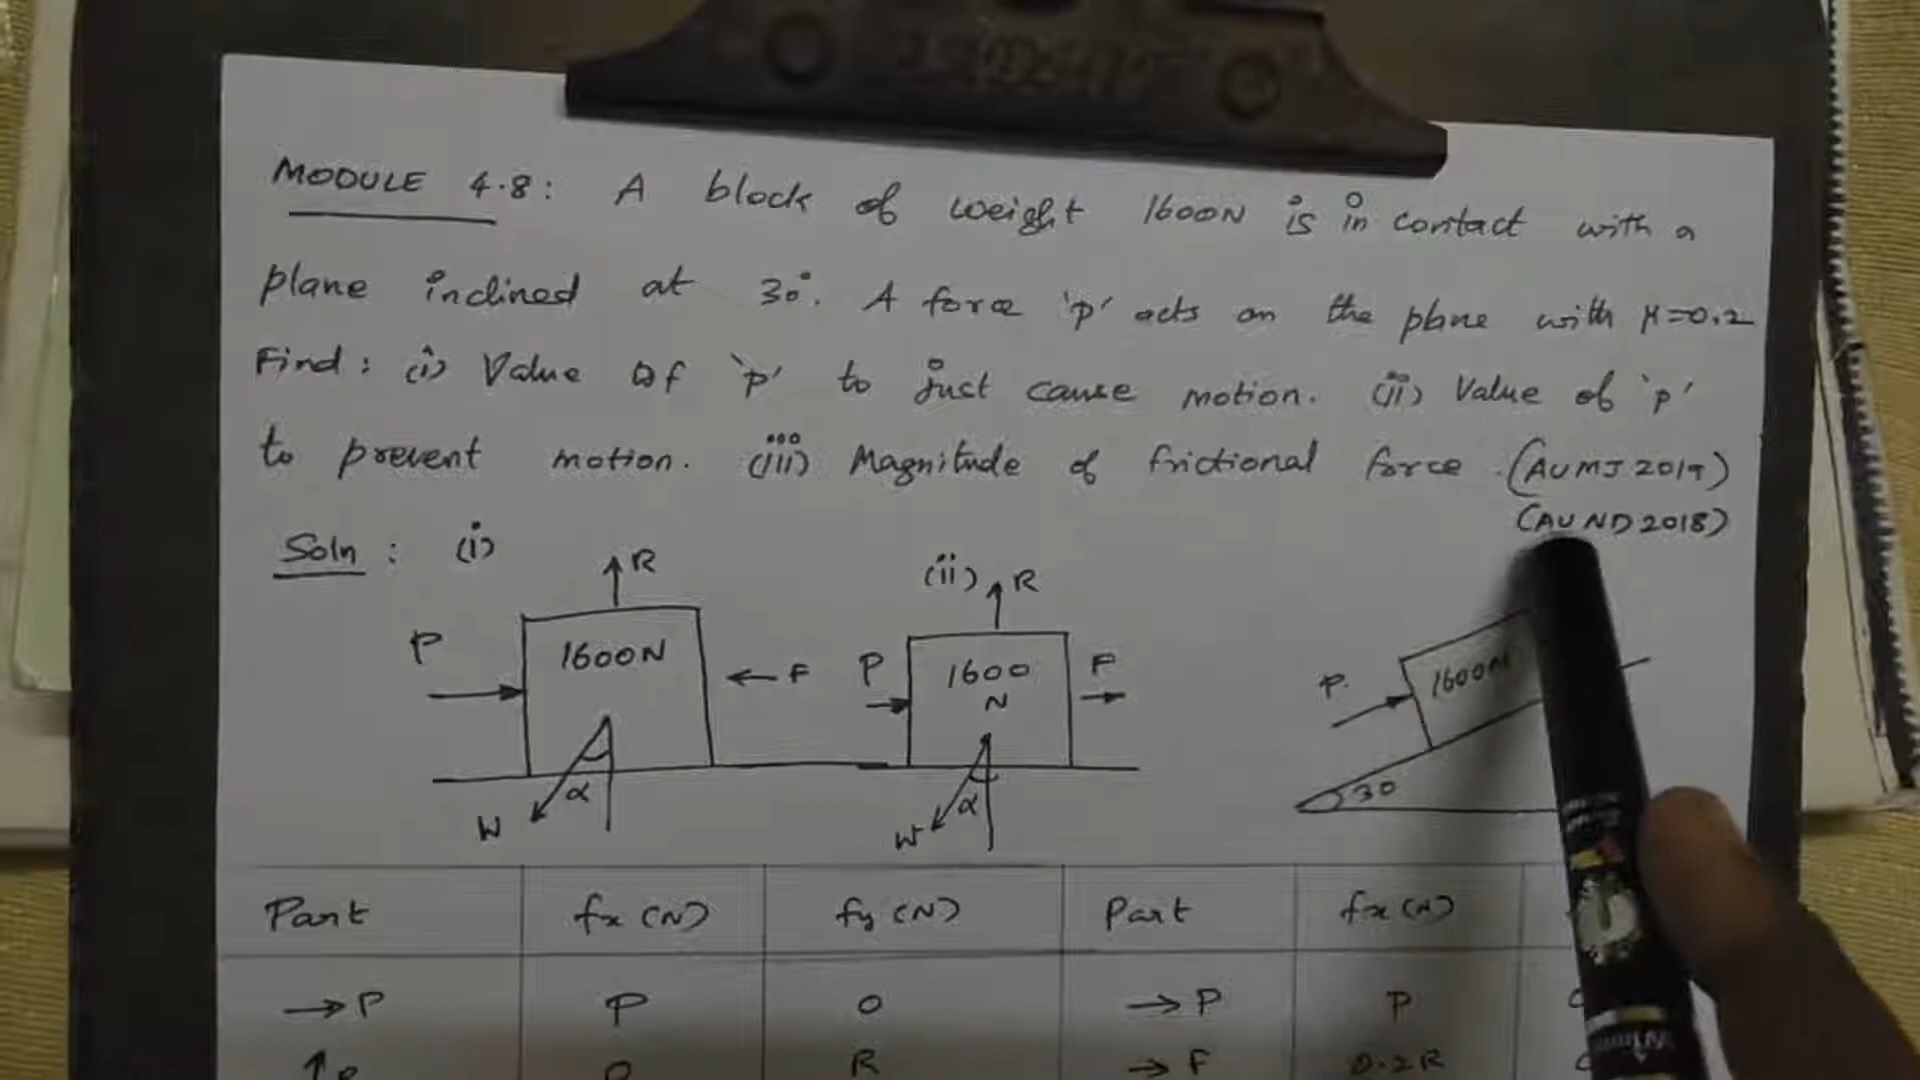 MODULE 4.8: A block of weight 1600N is in contact with a
plane inclined at 30°. A force 'p' acts on the plane with μ=0.2
Find: (i) Value of 'p' to just cause motion. (ii) Value of 'p'
to prevent motion. (iii) Magnitude of frictional force. (AUMJ 2019)
(AU ND 2018)
Soln: (i)
R
P 1600N ← F
α
W
(ii) R
P 1600 N F
α
W
P. 1600N
30
Part fx (N) fy (N) Part fx (N)
→P P 0 →P P
R →F 0.2R